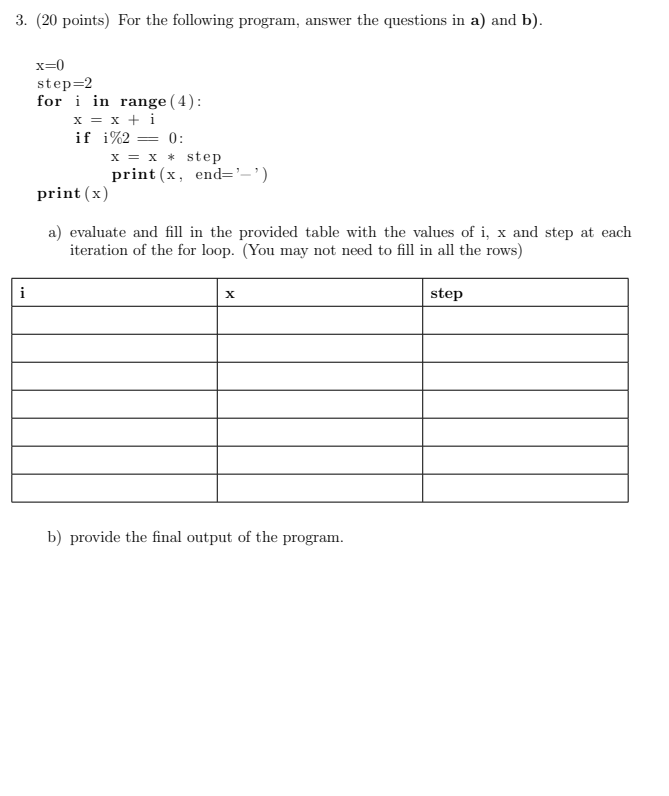 3. (20 points) For the following program, answer the questions in a) and b).
x=0
step=2
for i in range(4):
    x = x + i
    if i%2 == 0:
        x = x * step
        print(x, end='-')
print(x)
a) evaluate and fill in the provided table with the values of i, x and step at each
iteration of the for loop. (You may not need to fill in all the rows)
i x step
b) provide the final output of the program.